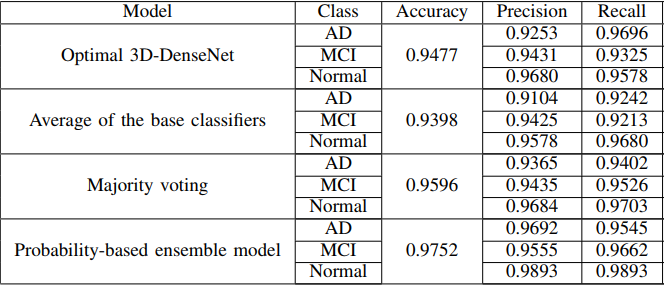 Model Class Accuracy Precision Recall
AD 0.9253 0.9696
Optimal 3D-DenseNet MCI 0.9477 0.9431 0.9325
Normal 0.9680 0.9578
AD 0.9104 0.9242
Average of the base classifiers MCI 0.9398 0.9425 0.9213
Normal 0.9578 0.9680
AD 0.9365 0.9402
Majority voting MCI 0.9596 0.9435 0.9526
Normal 0.9684 0.9703
AD 0.9692 0.9545
Probability-based ensemble model MCI 0.9752 0.9555 0.9662
Normal 0.9893 0.9893